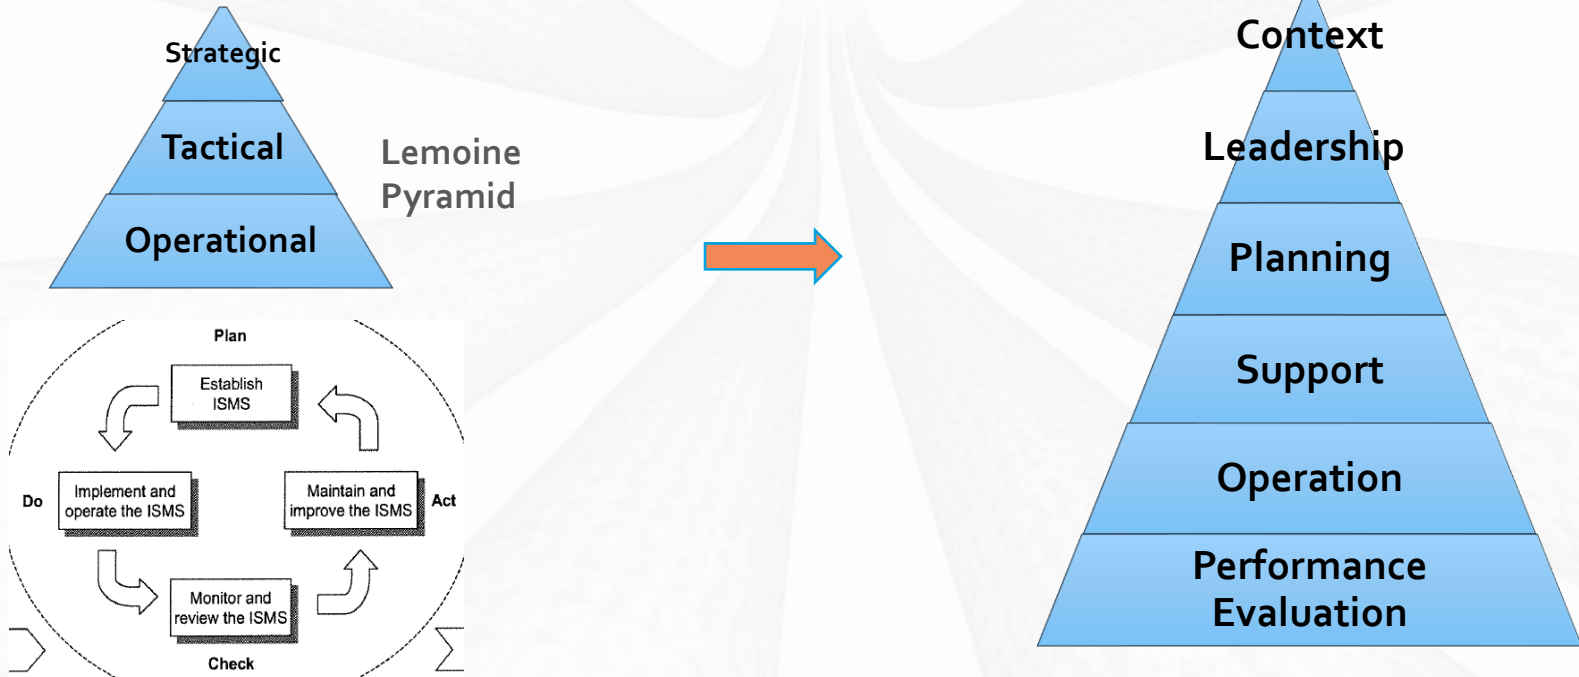 Strategic
Tactical
Operational
Lemoine
Pyramid
Plan
Establish
ISMS
Do
Implement and
operate the ISMS
Maintain and
improve the ISMS
Act
Monitor and
review the ISMS
Check
Context
Leadership
Planning
Support
Operation
Performance
Evaluation